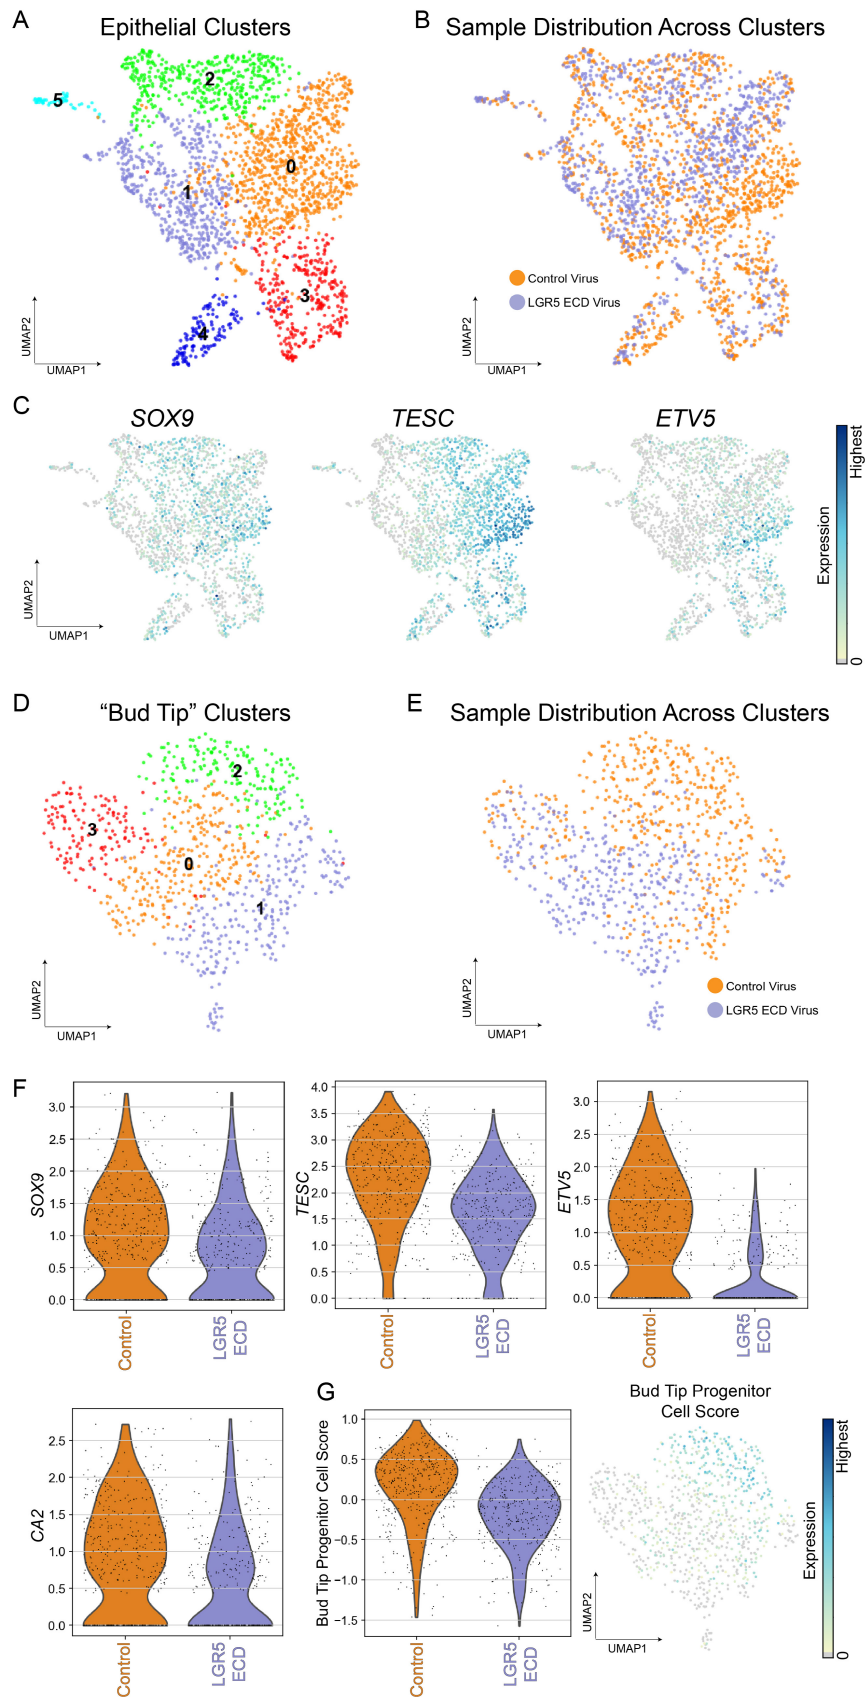 A
Epithelial Clusters
2
5
0
1
3
4
UMAP2
UMAP1
B
Sample Distribution Across Clusters
Control Virus
LGR5 ECD Virus
UMAP2
UMAP1
C
SOX9
TESC
ETV5
UMAP2
UMAP1
Highest
Expression
0
D
“Bud Tip” Clusters
2
3
0
1
UMAP2
UMAP1
E
Sample Distribution Across Clusters
Control Virus
LGR5 ECD Virus
UMAP2
UMAP1
F
SOX9
3.0
2.5
2.0
1.5
1.0
0.5
0.0
Control
LGR5
ECD
TESC
4.0
3.5
3.0
2.5
2.0
1.5
1.0
0.5
0.0
Control
LGR5
ECD
ETV5
3.0
2.5
2.0
1.5
1.0
0.5
0.0
Control
LGR5
ECD
CA2
2.5
2.0
1.5
1.0
0.5
0.0
Control
LGR5
ECD
G
Bud Tip Progenitor Cell Score
1.0
0.5
0.0
−0.5
−1.0
−1.5
Control
LGR5
ECD
Bud Tip Progenitor
Cell Score
UMAP2
UMAP1
Highest
Expression
0